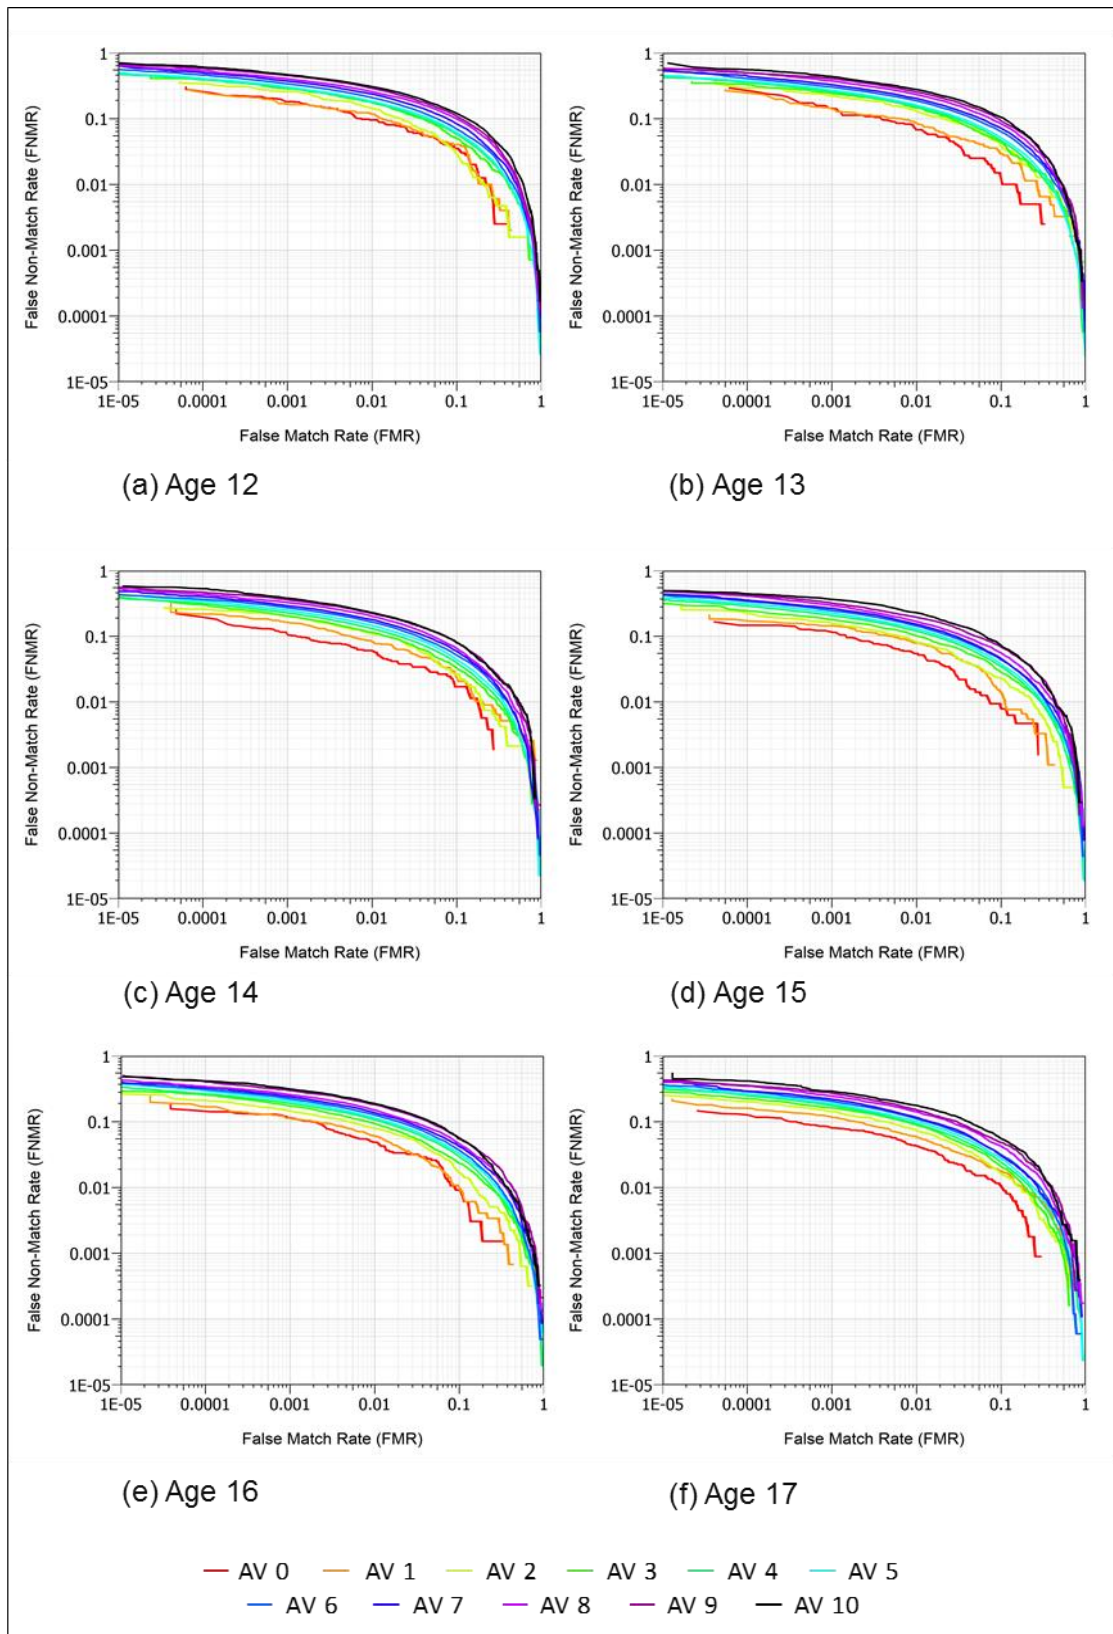 1
0.1
0.01
0.001
0.0001
1E-05
1E-05 0.0001 0.001 0.01 0.1 1
False Non-Match Rate (FNMR)
False Match Rate (FMR)
(a) Age 12
1
0.1
0.01
0.001
0.0001
1E-05
1E-05 0.0001 0.001 0.01 0.1 1
False Non-Match Rate (FNMR)
False Match Rate (FMR)
(b) Age 13
1
0.1
0.01
0.001
0.0001
1E-05
1E-05 0.0001 0.001 0.01 0.1 1
False Non-Match Rate (FNMR)
False Match Rate (FMR)
(c) Age 14
1
0.1
0.01
0.001
0.0001
1E-05
1E-05 0.0001 0.001 0.01 0.1 1
False Non-Match Rate (FNMR)
False Match Rate (FMR)
(d) Age 15
1
0.1
0.01
0.001
0.0001
1E-05
1E-05 0.0001 0.001 0.01 0.1 1
False Non-Match Rate (FNMR)
False Match Rate (FMR)
(e) Age 16
1
0.1
0.01
0.001
0.0001
1E-05
1E-05 0.0001 0.001 0.01 0.1 1
False Non-Match Rate (FNMR)
False Match Rate (FMR)
(f) Age 17
AV 0 AV 1 AV 2 AV 3 AV 4 AV 5
AV 6 AV 7 AV 8 AV 9 AV 10